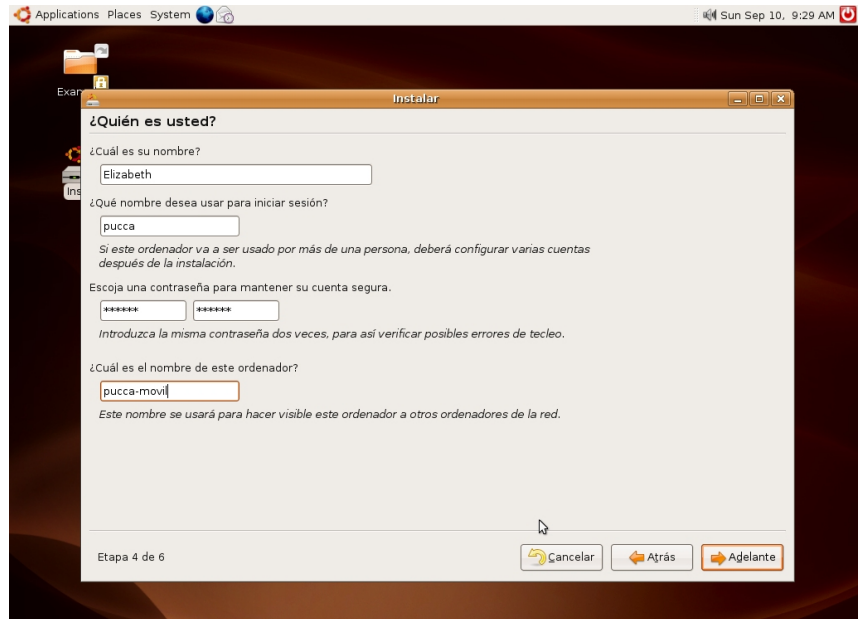 Applications Places System Sun Sep 10, 9:29 AM
Exam
Instalar
¿Quién es usted?
¿Cuál es su nombre?
Elizabeth
Ins
¿Qué nombre desea usar para iniciar sesión?
pucca
Si este ordenador va a ser usado por más de una persona, deberá configurar varias cuentas
después de la instalación.
Escoja una contraseña para mantener su cuenta segura.
****** ******
Introduzca la misma contraseña dos veces, para así verificar posibles errores de tecleo.
¿Cuál es el nombre de este ordenador?
pucca-movil
Este nombre se usará para hacer visible este ordenador a otros ordenadores de la red.
Etapa 4 de 6 Cancelar Atrás Adelante